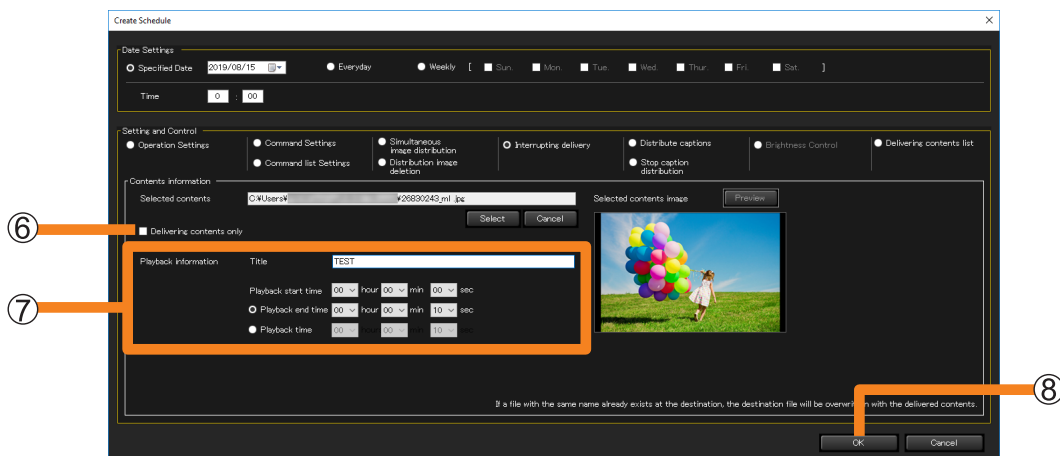 Create Schedule
Date Settings
Specified Date 2019/08/15 Everyday Weekly [ Sun. Mon. Tue. Wed. Thur. Fri. Sat. ]
Time 0 : 00
Setting and Control
Operation Settings Command Settings Simultaneous image distribution Interrupting delivery Distribute captions Brightness Control Delivering contents list
Command list Settings Distribution image deletion Stop caption distribution
Contents information
Selected contents C:¥Users¥ ¥26830243_ml .jpg Selected contents image Preview
Select Cancel
⑥ Delivering contents only
Playback information Title TEST
Playback start time 00 hour 00 min 00 sec
⑦ Playback end time 00 hour 00 min 10 sec
Playback time 00 hour 00 min 10 sec
⑧
If a file with the same name already exists at the destination, the destination file will be overwritten with the delivered contents.
OK Cancel